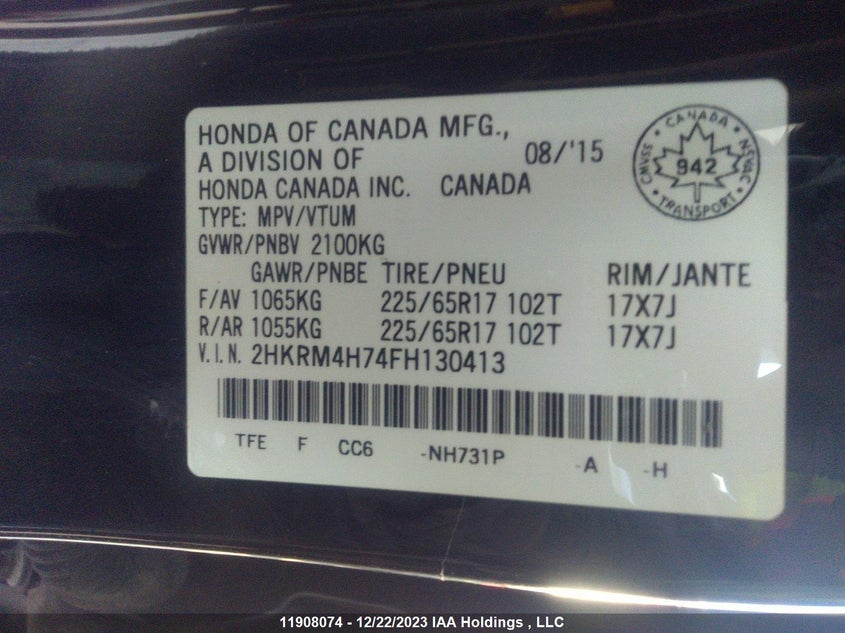 HONDA OF CANADA MFG.,
A DIVISION OF 08/'15
HONDA CANADA INC. CANADA
TYPE: MPV/VTUM
GVWR/PNBV 2100KG
GAWR/PNBE TIRE/PNEU RIM/JANTE
F/AV 1065KG 225/65R17 102T 17X7J
R/AR 1055KG 225/65R17 102T 17X7J
V.I.N. 2HKRM4H74FH130413
TFE F CC6 -NH731P -A -H
CANADA
CMVSS 942 NSVAC
TRANSPORT
11908074 - 12/22/2023 IAA Holdings , LLC